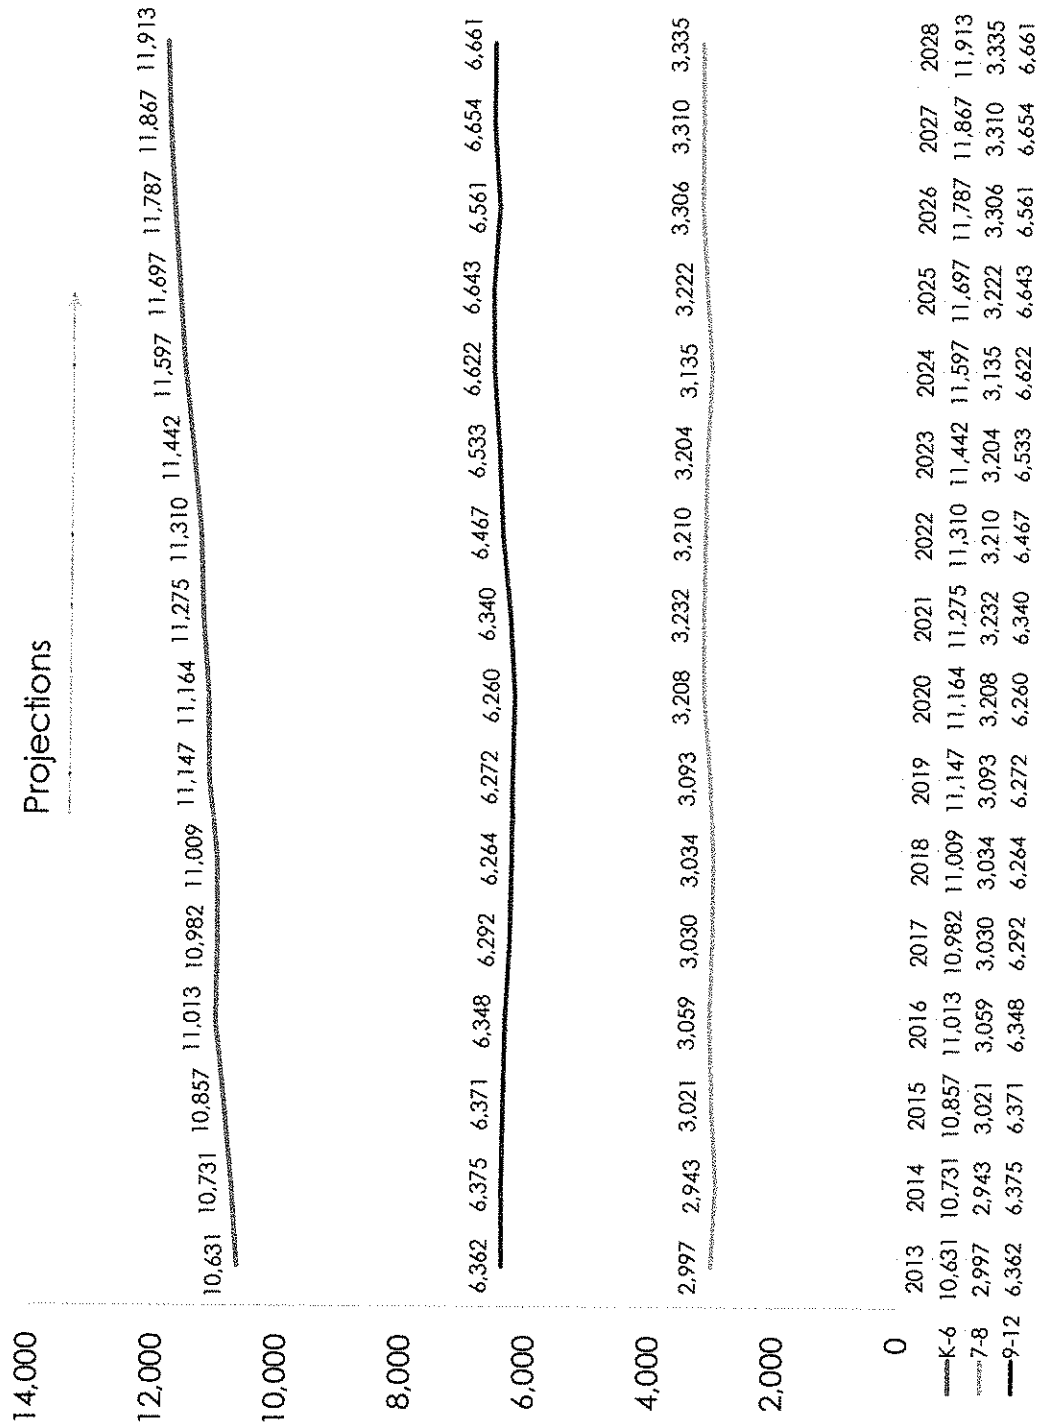 Projections
14,000
12,000
10,000
8,000
6,000
4,000
2,000
0
10,631 10,731 10,857 11,013 10,982 11,009 11,147 11,164 11,275 11,310 11,442 11,597 11,697 11,787 11,867 11,913
6,362 6,375 6,371 6,348 6,292 6,264 6,272 6,260 6,340 6,467 6,533 6,622 6,643 6,561 6,654 6,661
2,997 2,943 3,021 3,059 3,030 3,034 3,093 3,208 3,232 3,210 3,204 3,135 3,222 3,306 3,310 3,335
2013 2014 2015 2016 2017 2018 2019 2020 2021 2022 2023 2024 2025 2026 2027 2028
K-6 10,631 10,731 10,857 11,013 10,982 11,009 11,147 11,164 11,275 11,310 11,442 11,597 11,697 11,787 11,867 11,913
7-8 2,997 2,943 3,021 3,059 3,030 3,034 3,093 3,208 3,232 3,210 3,204 3,135 3,222 3,306 3,310 3,335
9-12 6,362 6,375 6,371 6,348 6,292 6,264 6,272 6,260 6,340 6,467 6,533 6,622 6,643 6,561 6,654 6,661